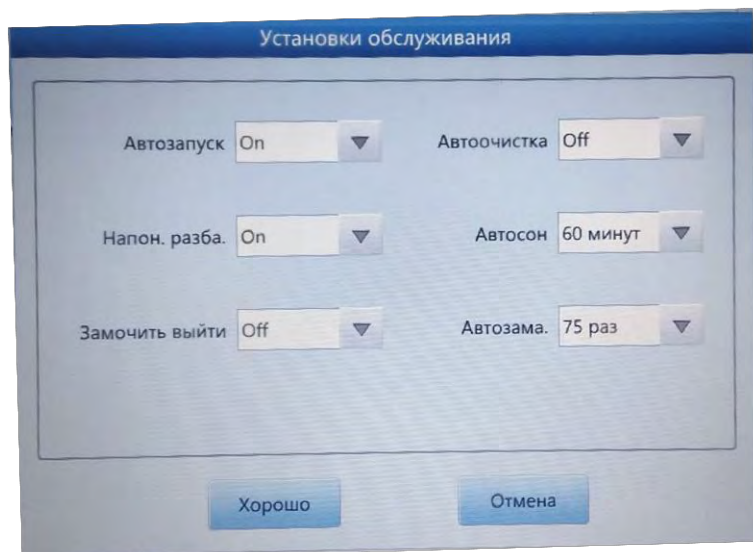 Установки обслуживания
Автозапуск On
Автоочистка Off
Напон. разба. On
Автосон 60 минут
Замочить выйти Off
Автозама. 75 раз
Хорошо
Отмена